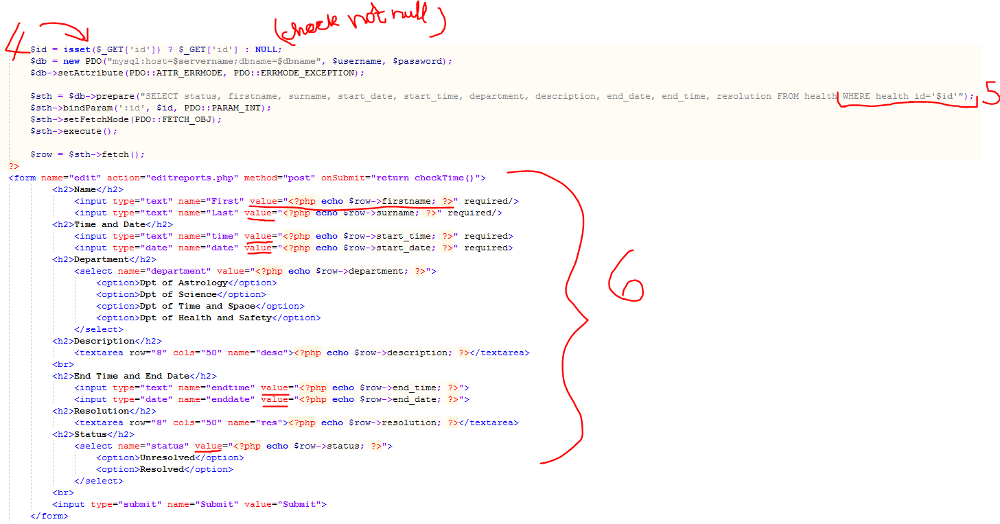 (check not null)
4
$id = isset($_GET['id']) ? $_GET['id'] : NULL;
$db = new PDO("mysql:host=$servername;dbname=$dbname", $username, $password);
$db->setAttribute(PDO::ATTR_ERRMODE, PDO::ERRMODE_EXCEPTION);
$sth = $db->prepare("SELECT status, firstname, surname, start_date, start_time, department, description, end_date, end_time, resolution FROM health WHERE health_id='$id'"); 5
$sth->bindParam(':id', $id, PDO::PARAM_INT);
$sth->setFetchMode(PDO::FETCH_OBJ);
$sth->execute();
$row = $sth->fetch();
?>
<form name="edit" action="editreports.php" method="post" onSubmit="return checkTime()">
<h2>Name</h2>
<input type="text" name="First" value="<?php echo $row->firstname; ?>" required/>
<input type="text" name="Last" value="<?php echo $row->surname; ?>" required/>
<h2>Time and Date</h2>
<input type="text" name="time" value="<?php echo $row->start_time; ?>" required>
<input type="date" name="date" value="<?php echo $row->start_date; ?>" required>
<h2>Department</h2>
<select name="department" value="<?php echo $row->department; ?>">
<option>Dpt of Astrology</option>
6
<option>Dpt of Science</option>
<option>Dpt of Time and Space</option>
<option>Dpt of Health and Safety</option>
</select>
<h2>Description</h2>
<textarea row="8" cols="50" name="desc"><?php echo $row->description; ?></textarea>
<br>
<h2>End Time and End Date</h2>
<input type="text" name="endtime" value="<?php echo $row->end_time; ?>">
<input type="date" name="enddate" value="<?php echo $row->end_date; ?>">
<h2>Resolution</h2>
<textarea row="8" cols="50" name="res"><?php echo $row->resolution; ?></textarea>
<h2>Status</h2>
<select name="status" value="<?php echo $row->status; ?>">
<option>Unresolved</option>
<option>Resolved</option>
</select>
<br>
<input type="submit" name="Submit" value="Submit">
</form>